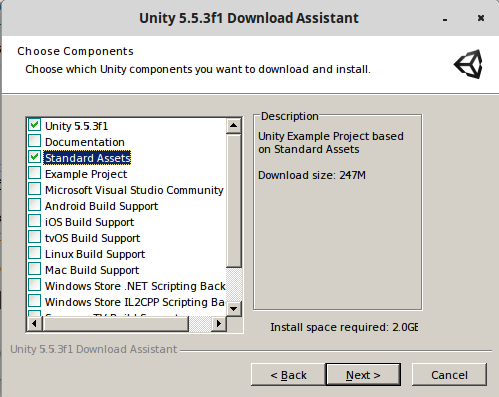 Unity 5.5.3f1 Download Assistant
Choose Components
Choose which Unity components you want to download and install.
Unity 5.5.3f1
Documentation
Standard Assets
Example Project
Microsoft Visual Studio Community
Android Build Support
iOS Build Support
tvOS Build Support
Linux Build Support
Mac Build Support
Windows Store .NET Scripting Back
Windows Store IL2CPP Scripting Ba
Description
Unity Example Project based
on Standard Assets
Download size: 247M
Install space required: 2.0GB
Unity 5.5.3f1 Download Assistant
< Back
Next >
Cancel